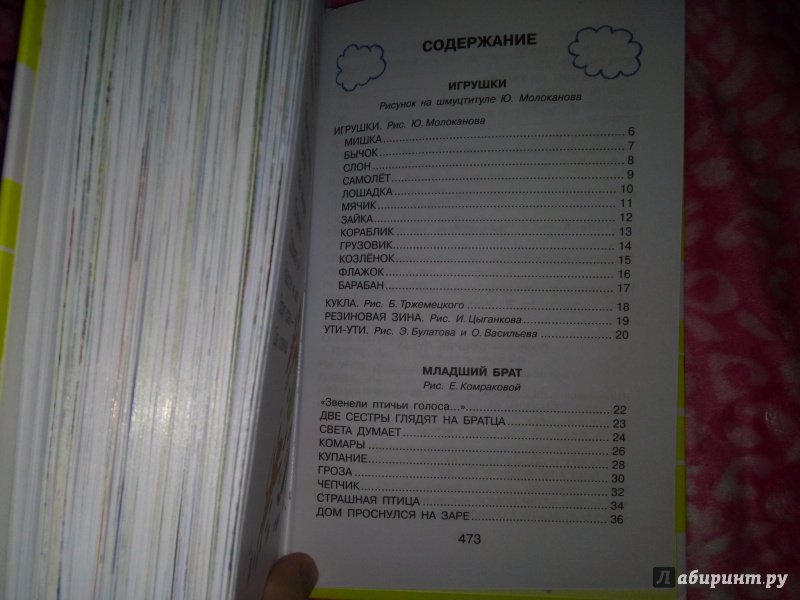 СОДЕРЖАНИЕ
ИГРУШКИ
Рисунок на шмуцтитуле Ю. Молоканова
ИГРУШКИ. Рис. Ю. Молоканова
МИШКА 6
БЫЧОК 7
СЛОН 8
САМОЛЁТ 9
ЛОШАДКА 10
МЯЧИК 11
ЗАЙКА 12
КОРАБЛИК 13
ГРУЗОВИК 14
КОЗЛЁНОК 15
ФЛАЖОК 16
БАРАБАН 17
КУКЛА. Рис. Б. Тржемецкого 18
РЕЗИНОВАЯ ЗИНА. Рис. И. Цыганкова 19
УТИ-УТИ. Рис. Э. Булатова и О. Васильева 20
МЛАДШИЙ БРАТ
Рис. Е. Комраковой
«Звенели птичьи голоса...» 22
ДВЕ СЕСТРЫ ГЛЯДЯТ НА БРАТЦА 23
СВЕТА ДУМАЕТ 24
КОМАРЫ 26
КУПАНИЕ 28
ГРОЗА 30
ЧЕПЧИК 32
СТРАШНАЯ ПТИЦА 34
ДОМ ПРОСНУЛСЯ НА ЗАРЕ 36
473
Лабиринт.ру